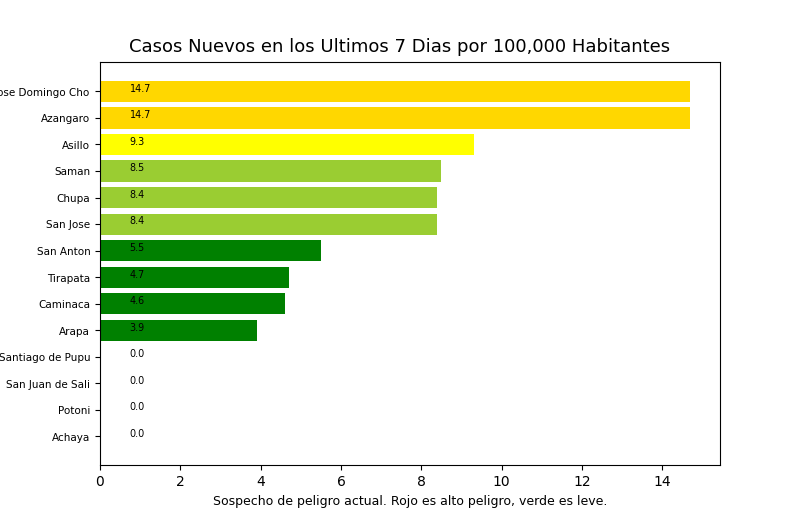 Casos Nuevos en los Ultimos 7 Dias por 100,000 Habitantes
ose Domingo Cho 14.7
Azangaro 14.7
Asillo 9.3
Saman 8.5
Chupa 8.4
San Jose 8.4
San Anton 5.5
Tirapata 4.7
Caminaca 4.6
Arapa 3.9
Santiago de Pupu 0.0
San Juan de Sali 0.0
Potoni 0.0
Achaya 0.0
0 2 4 6 8 10 12 14
Sospecho de peligro actual. Rojo es alto peligro, verde es leve.